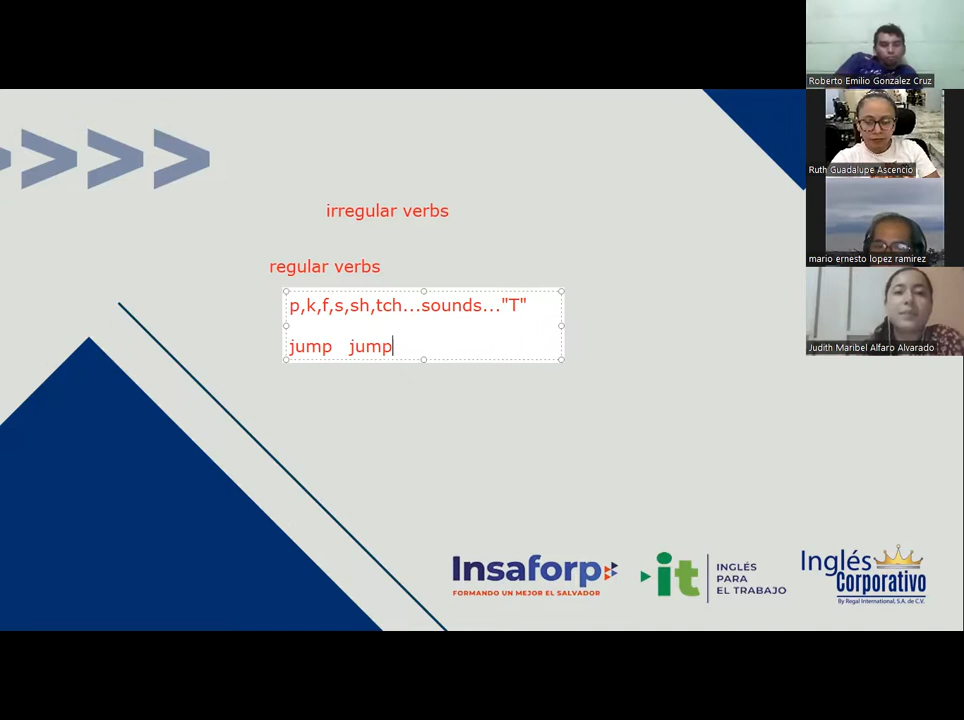 Roberto Emilio González Cruz
Ruth Guadalupe Ascencio
mario ernesto lopez ramirez
Judith Maribel Alfaro Alvarado
irregular verbs
regular verbs
p,k,f,s,sh,tch...sounds..."T"
jump jump
Insaforp
FORMANDO UN MEJOR EL SALVADOR
it
INGLÉS
PARA
EL TRABAJO
Inglés
Corporativo
By Regal International, S.A. de C.V.